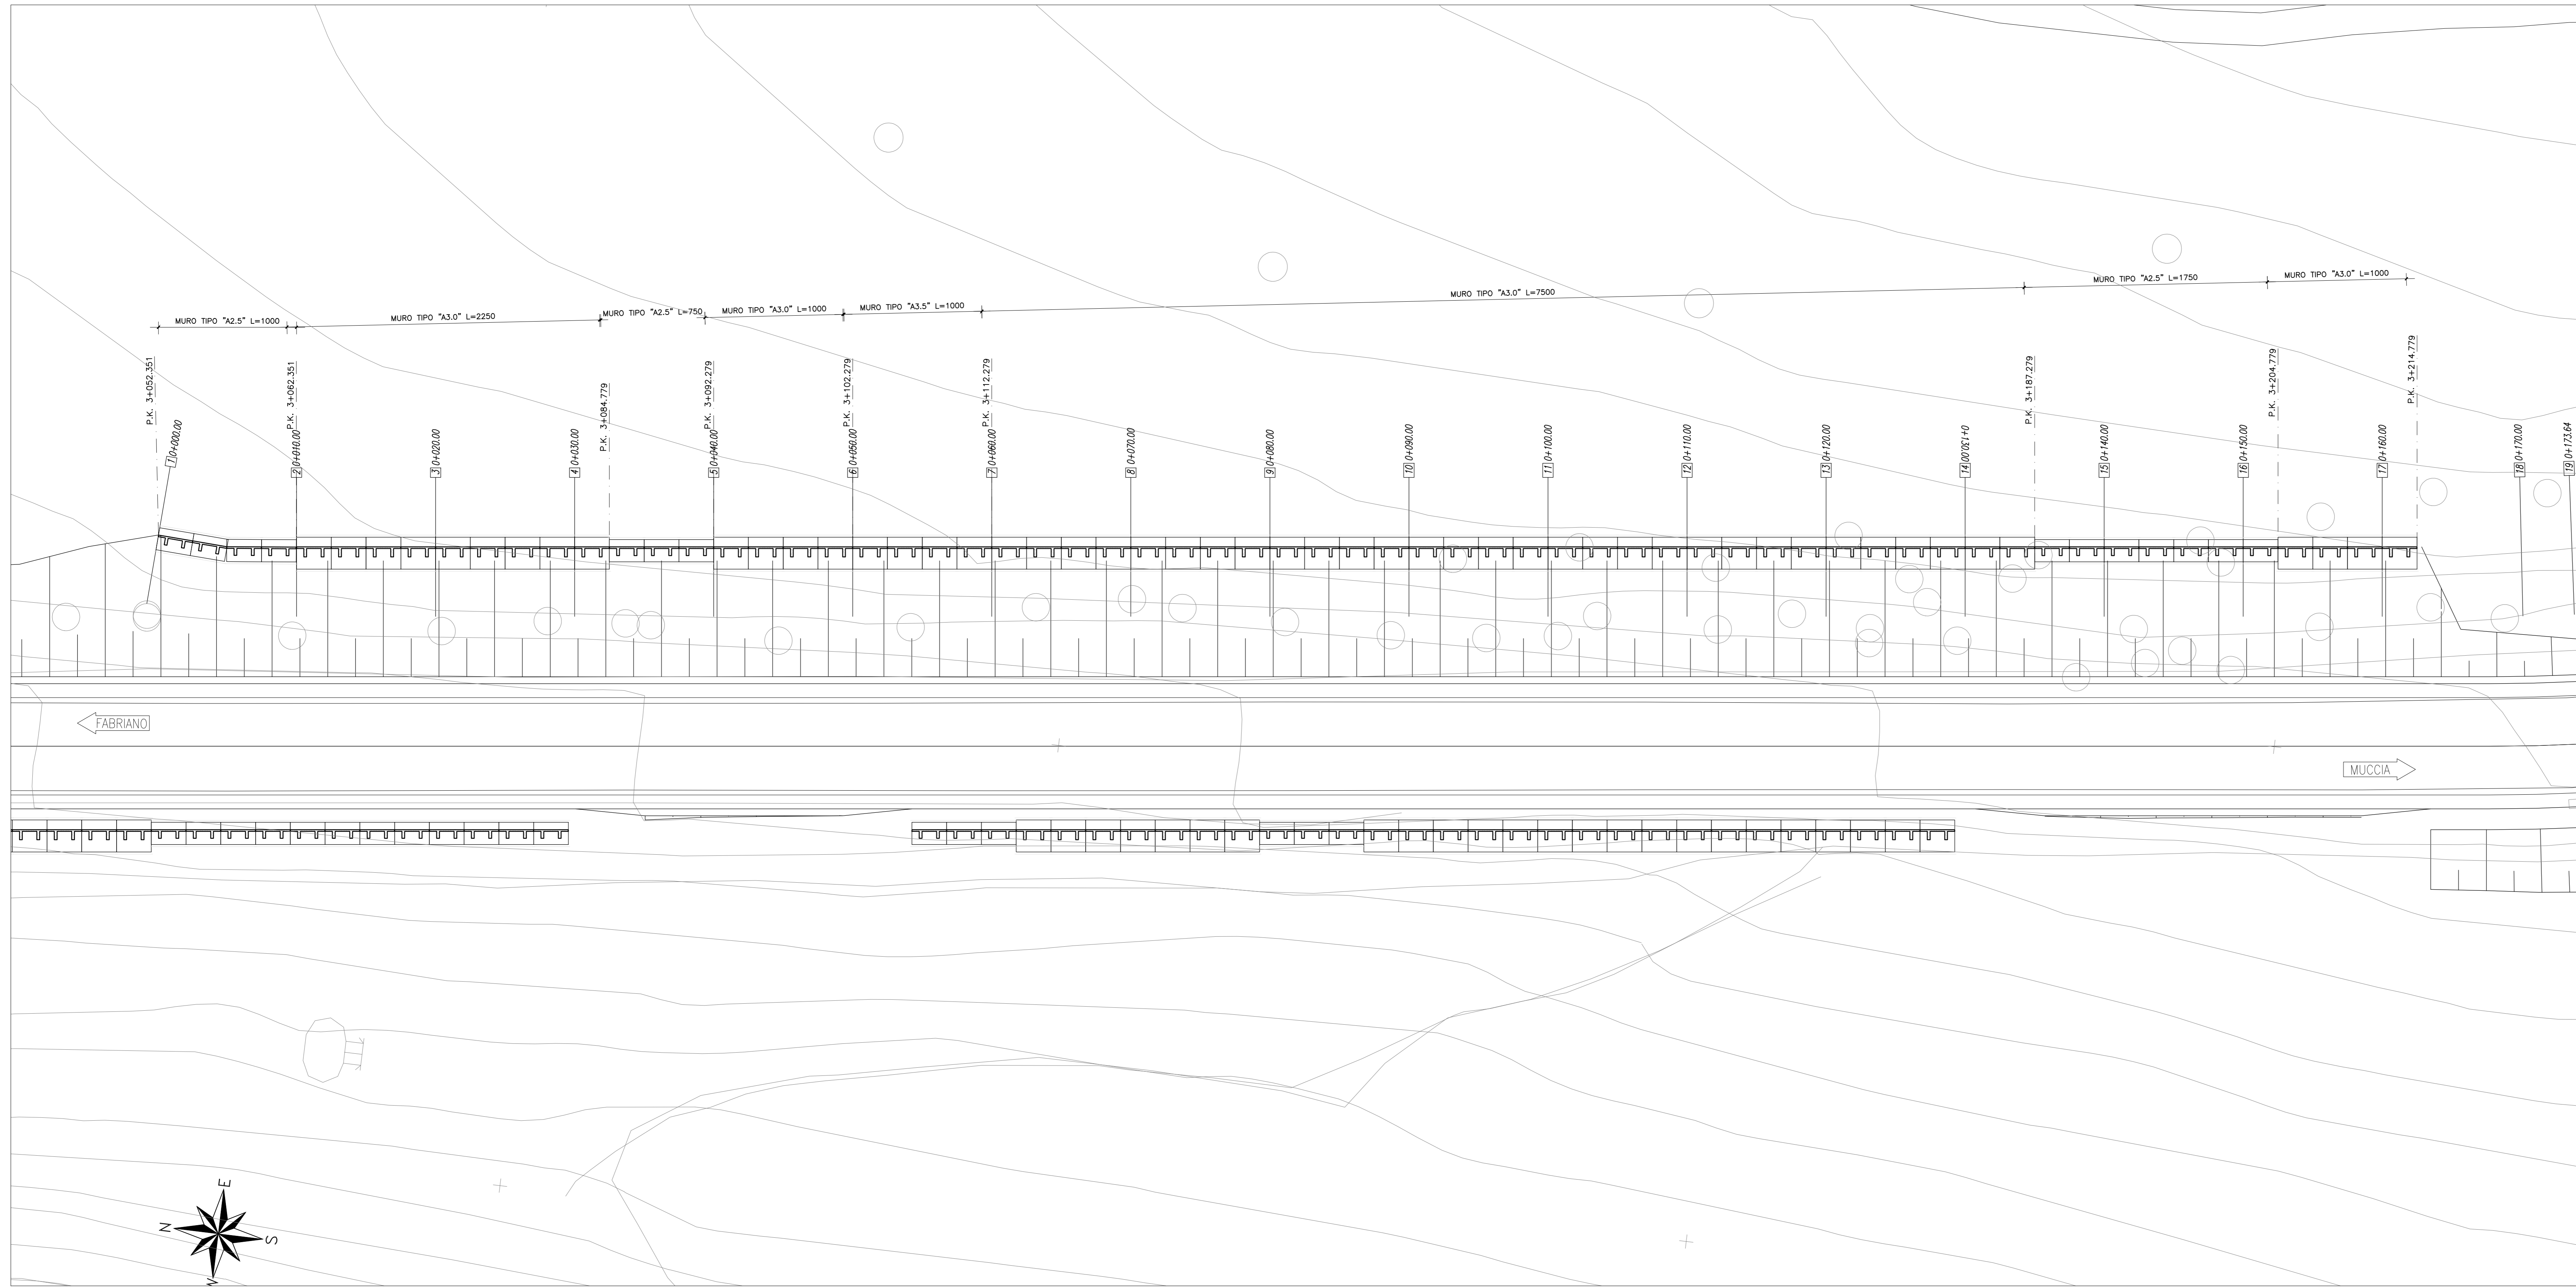 MURO TIPO "A2.5" L=1000
MURO TIPO "A3.0" L=2250
MURO TIPO "A2.5" L=750
MURO TIPO "A3.0" L=1000
MURO TIPO "A3.5" L=1000
MURO TIPO "A3.0" L=7500
MURO TIPO "A2.5" L=1750
MURO TIPO "A3.0" L=1000
P.K. 3+052.351
P.K. 3+062.351
P.K. 3+084.779
P.K. 3+092.279
P.K. 3+102.279
P.K. 3+112.279
P.K. 3+187.279
P.K. 3+204.779
P.K. 3+214.779
1 0+000.00
2 0+010.00
3 0+020.00
4 0+030.00
5 0+040.00
6 0+050.00
7 0+060.00
8 0+070.00
9 0+080.00
10 0+090.00
11 0+100.00
12 0+110.00
13 0+120.00
14 0+130.00
15 0+140.00
16 0+150.00
17 0+160.00
18 0+170.00
19 0+173.64
FABRIANO
MUCCIA
E
N
S
W